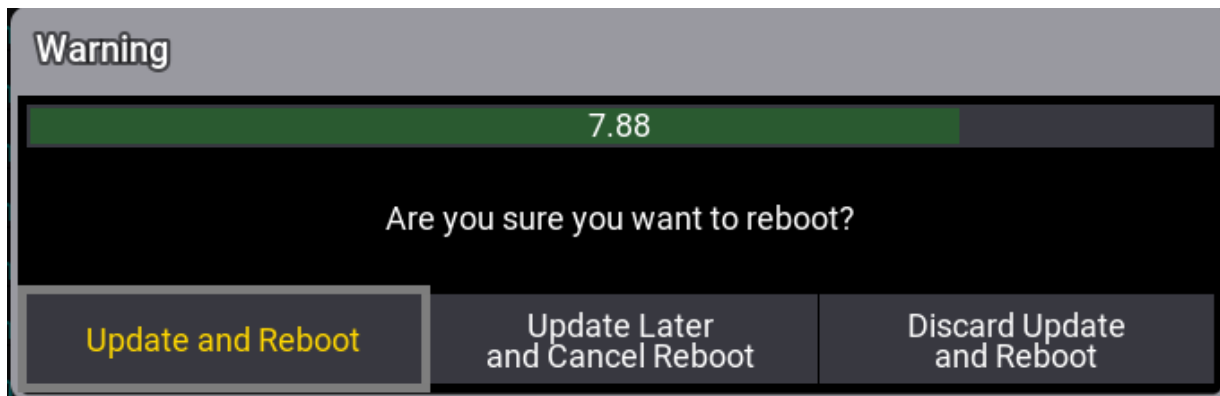 Warning
7.88
Are you sure you want to reboot?
Update and Reboot
Update Later
and Cancel Reboot
Discard Update
and Reboot